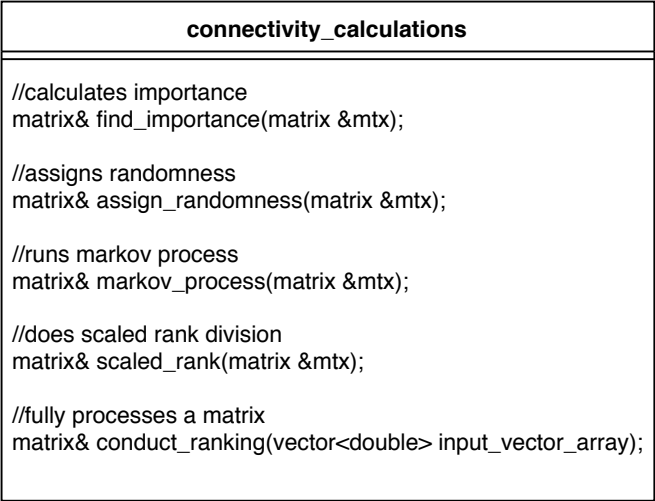 connectivity_calculations
//calculates importance
matrix& find_importance(matrix &mtx);
//assigns randomness
matrix& assign_randomness(matrix &mtx);
//runs markov process
matrix& markov_process(matrix &mtx);
//does scaled rank division
matrix& scaled_rank(matrix &mtx);
//fully processes a matrix
matrix& conduct_ranking(vector<double> input_vector_array);